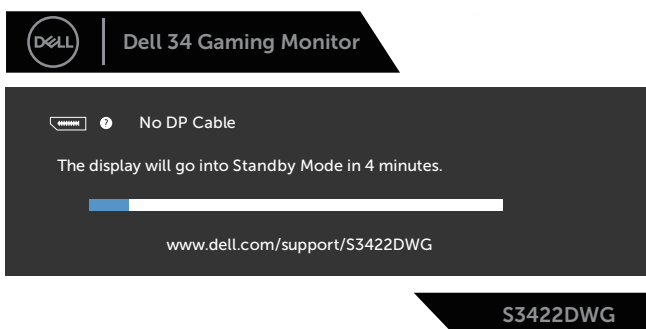 DELL
Dell 34 Gaming Monitor
? No DP Cable
The display will go into Standby Mode in 4 minutes.
www.dell.com/support/S3422DWG
S3422DWG